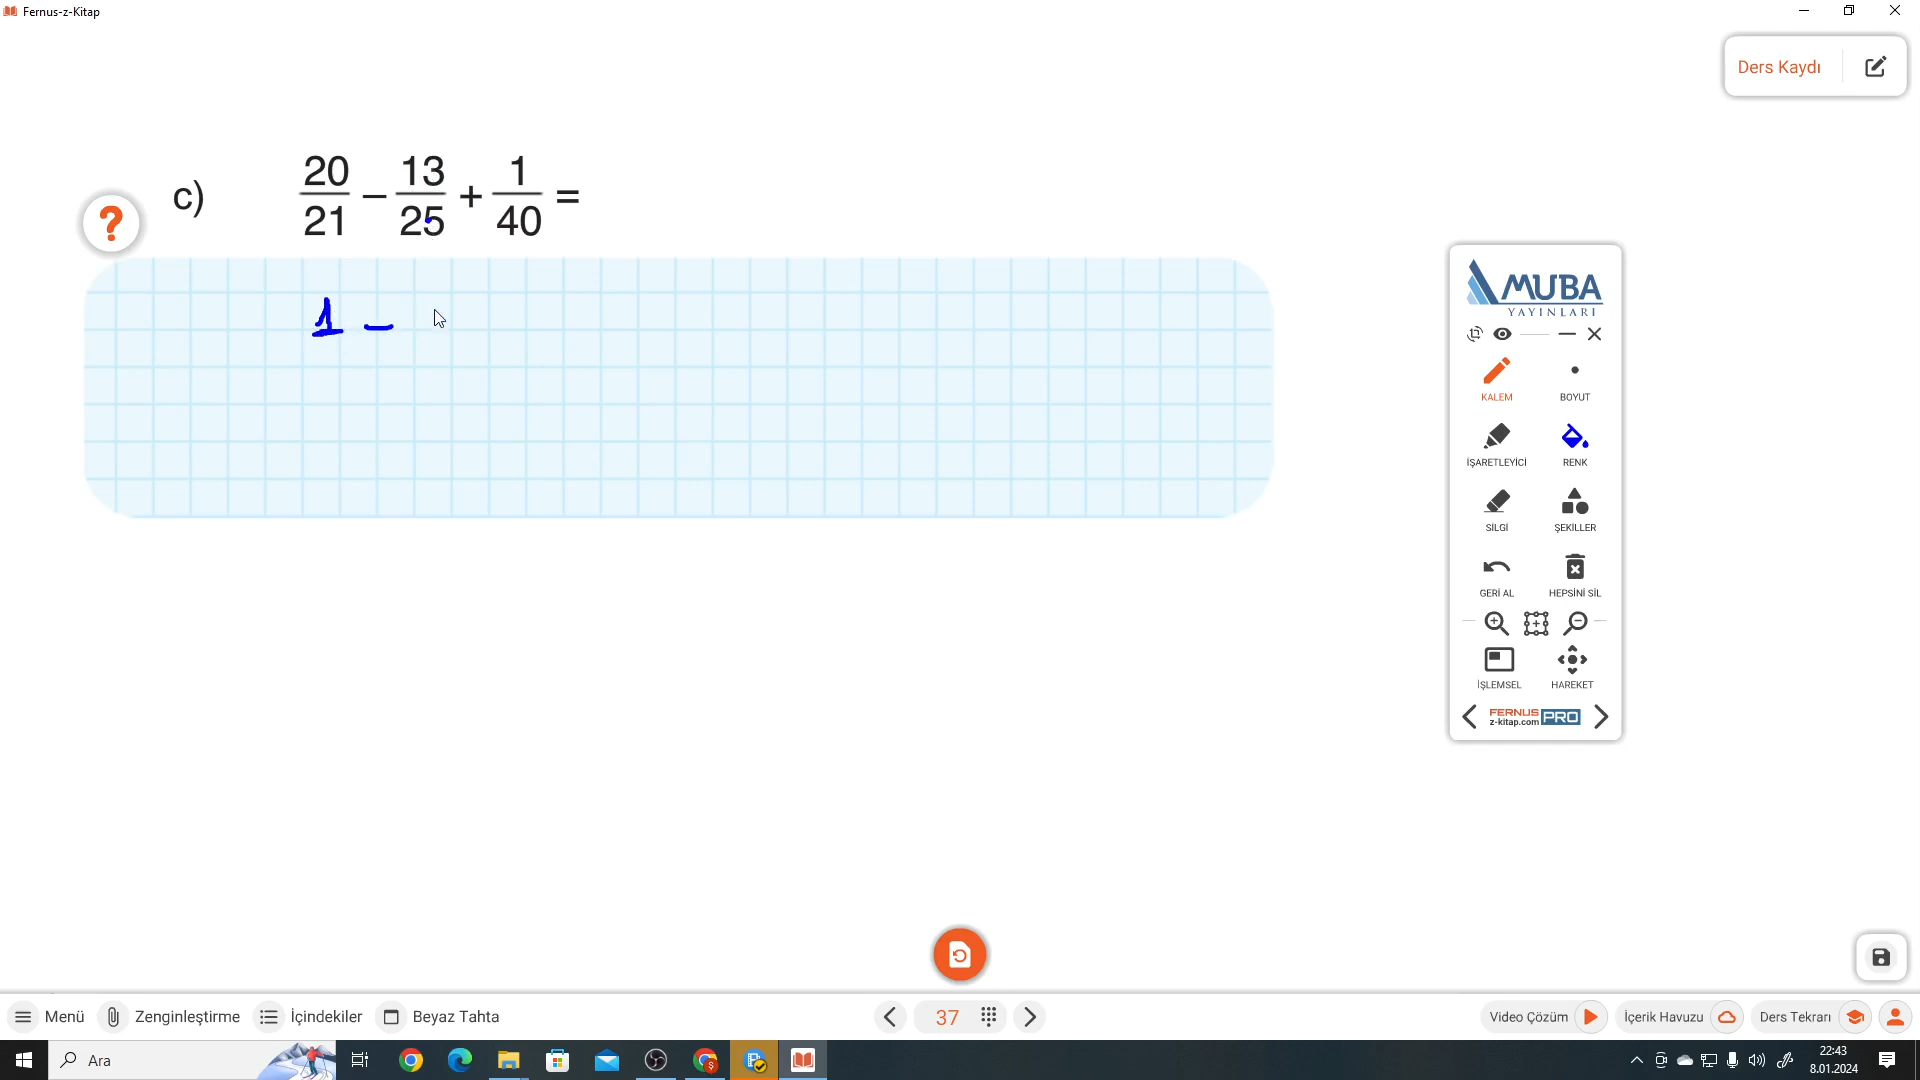 Fernus-z-Kitap
Ders Kaydı
c) 20/21 − 13/25 + 1/40 =
?
1 −
MUBA
YAYINLARI
KALEM BOYUT
İŞARETLEYİCİ RENK
SİLGİ ŞEKİLLER
GERİ AL HEPSİNİ SİL
İŞLEMSEL HAREKET
FERNUS
z-kitap.com PRO
Menü Zenginleştirme İçindekiler Beyaz Tahta 37 Video Çözüm İçerik Havuzu Ders Tekrarı
Ara 22:43
8.01.2024